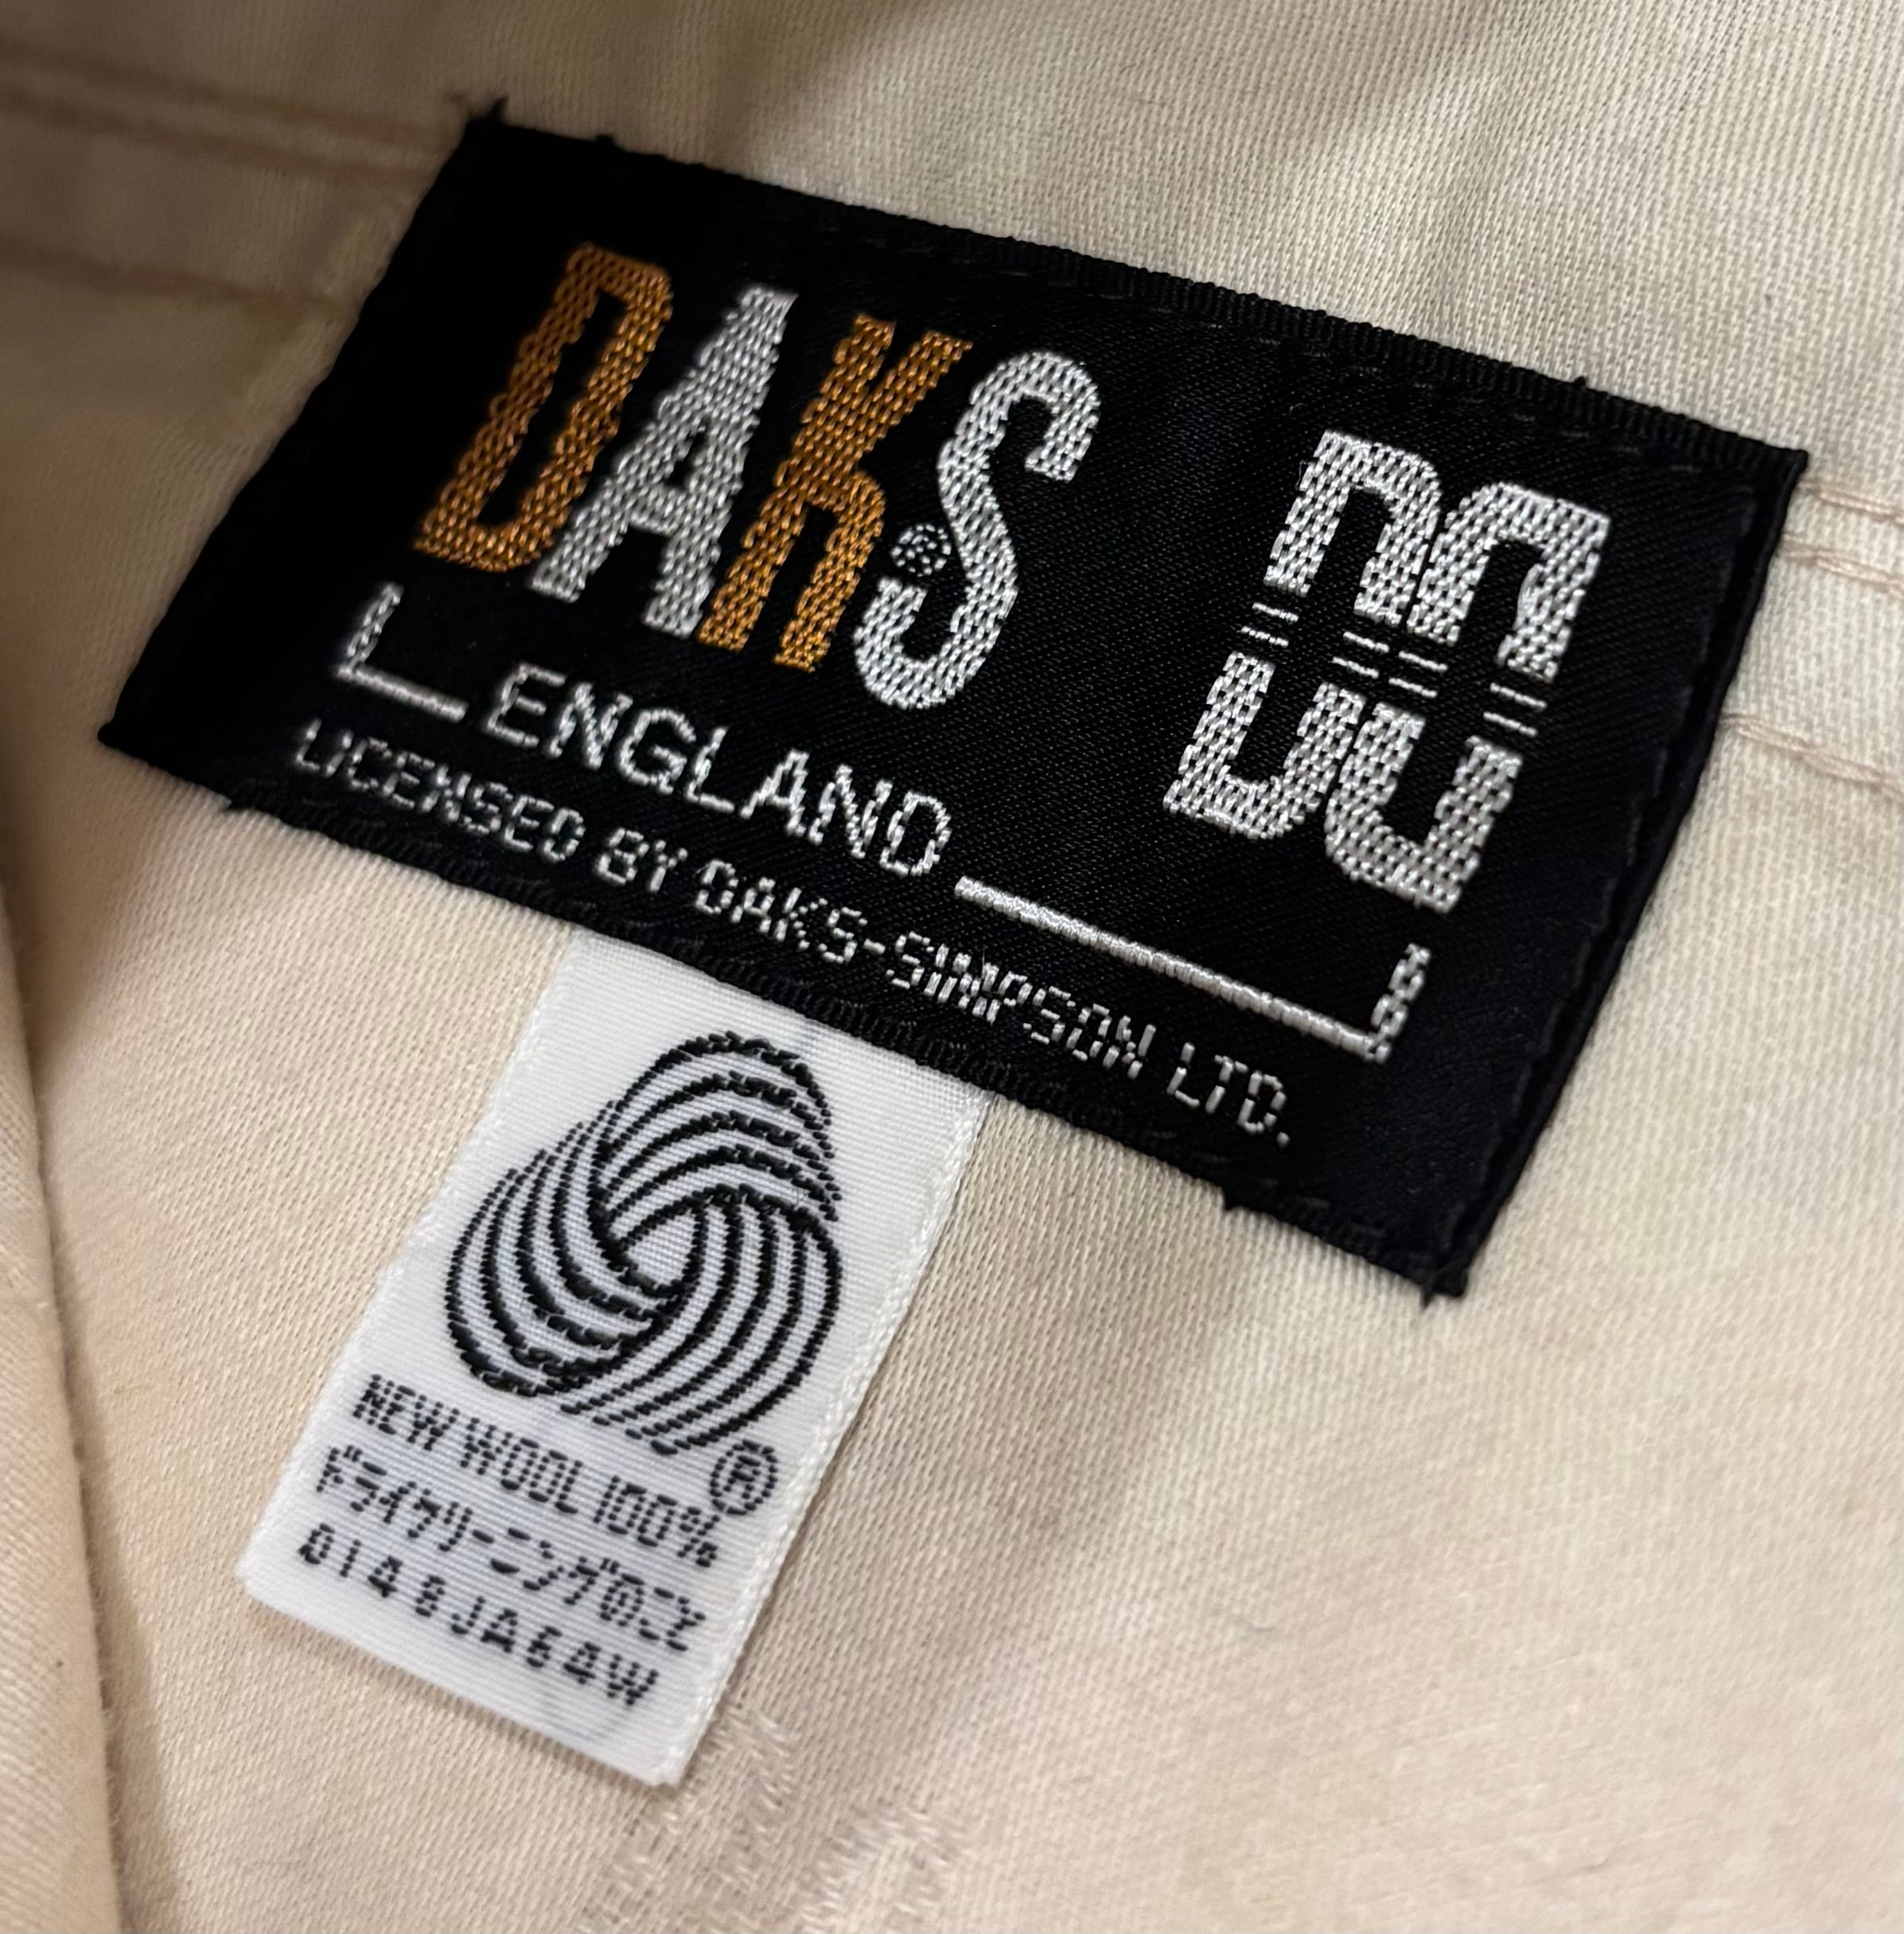 DAKS®
ENGLAND
LICENSED BY DAKS-SIMPSON LTD.
®
NEW WOOL 100%
ドライクリーニングのこと
0148JA64W